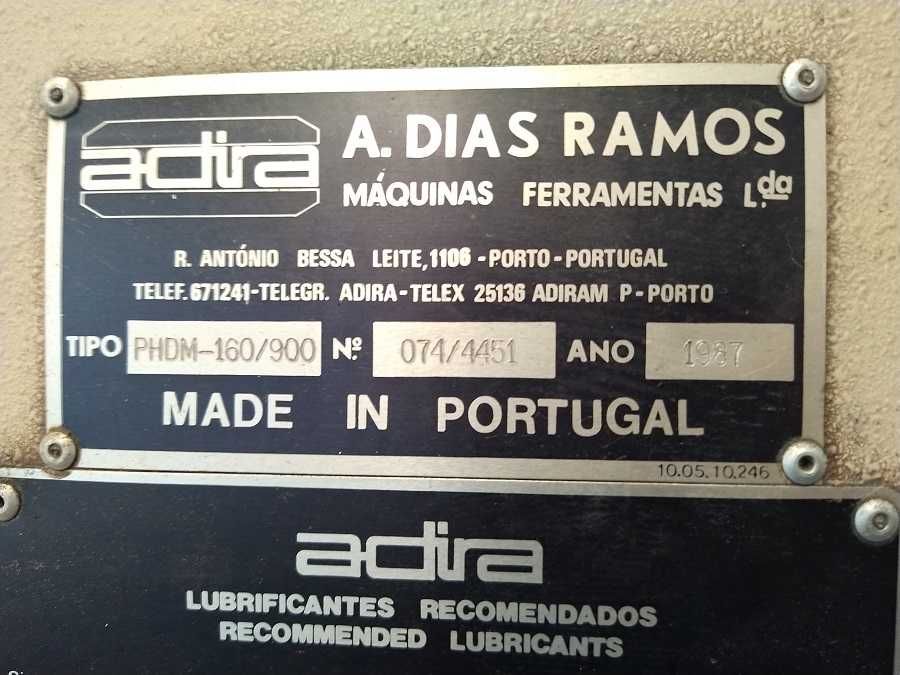 adira
A. DIAS RAMOS
MÁQUINAS FERRAMENTAS L.da
R. ANTÓNIO BESSA LEITE, 1106 - PORTO - PORTUGAL
TELEF. 671241 - TELEGR. ADIRA - TELEX 25136 ADIRAM P - PORTO
TIPO PHDM-160/900 Nº 074/4451 ANO 1987
MADE IN PORTUGAL
10.05.10.246
adira
LUBRIFICANTES RECOMENDADOS
RECOMMENDED LUBRICANTS